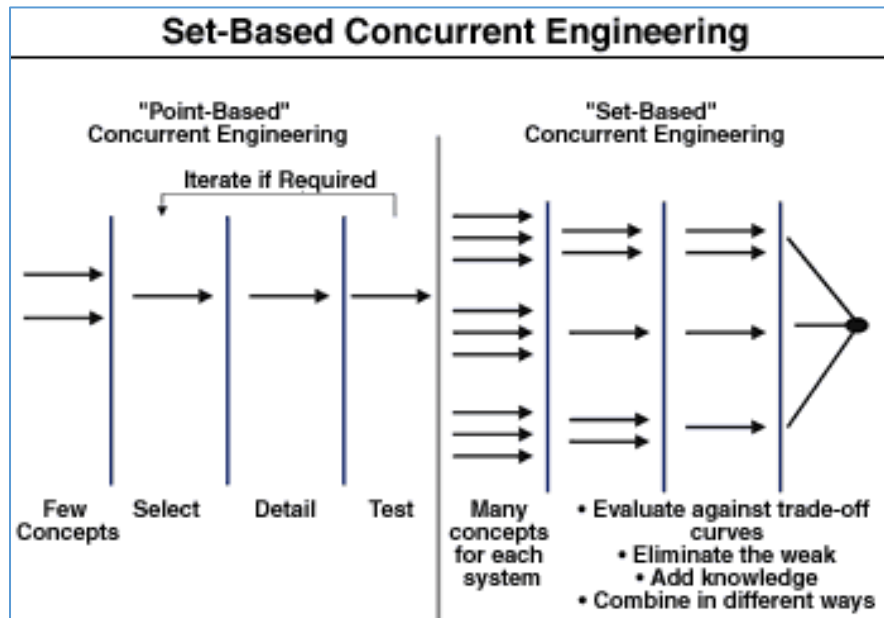 Set-Based Concurrent Engineering
"Point-Based"
Concurrent Engineering
Iterate if Required
Few
Concepts
Select
Detail
Test
"Set-Based"
Concurrent Engineering
Many
concepts
for each
system
• Evaluate against trade-off
curves
• Eliminate the weak
• Add knowledge
• Combine in different ways